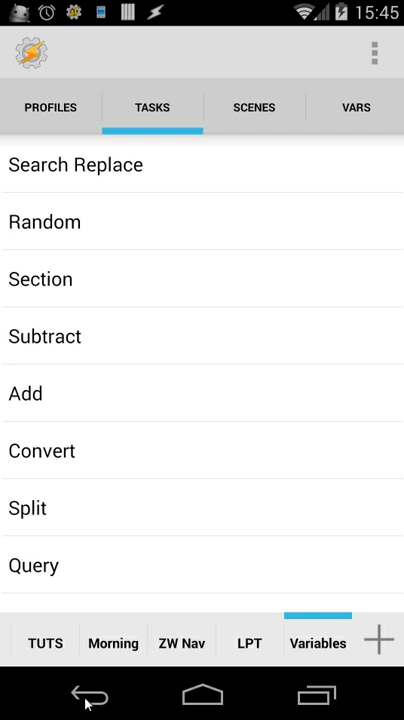 15:45
PROFILES TASKS SCENES VARS
Search Replace
Random
Section
Subtract
Add
Convert
Split
Query
TUTS Morning ZW Nav LPT Variables